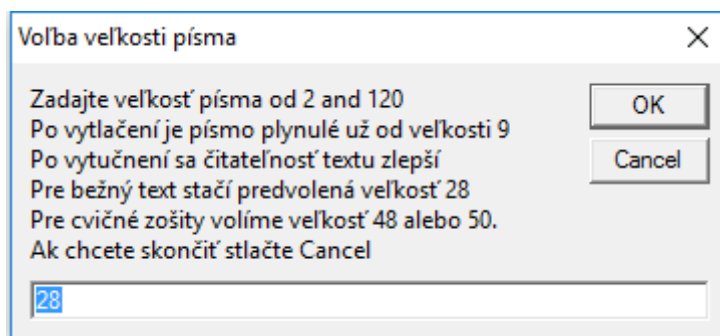 Voľba veľkosti písma
Zadajte veľkosť písma od 2 and 120
OK
Po vytlačení je písmo plynulé už od veľkosti 9
Po vytučnení sa čitateľnosť textu zlepší
Cancel
Pre bežný text stačí predvolená veľkosť 28
Pre cvičné zošity volíme veľkosť 48 alebo 50.
Ak chcete skončiť stlačte Cancel
28